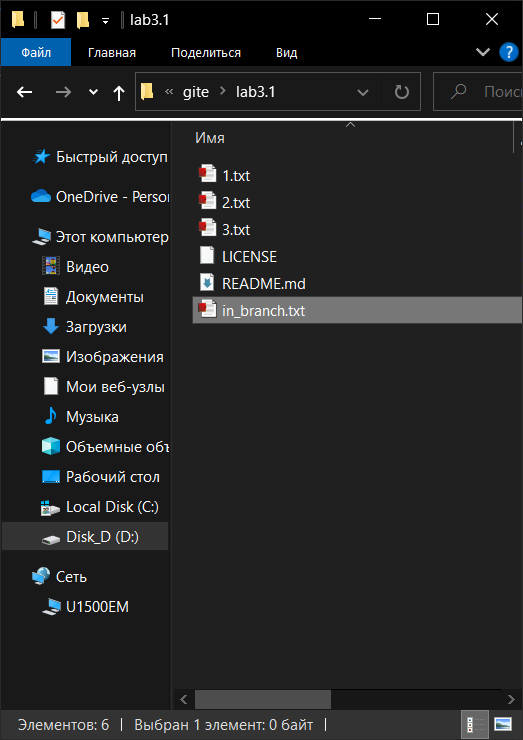 lab3.1
Файл Главная Поделиться Вид
gite lab3.1 Поис
Имя
Быстрый доступ
OneDrive - Person
Этот компьютер
Видео
Документы
Загрузки
Изображения
Мои веб-узлы
Музыка
Объемные объ
Рабочий стол
Local Disk (C:)
Disk_D (D:)
Сеть
U1500EM
1.txt
2.txt
3.txt
LICENSE
README.md
in_branch.txt
Элементов: 6 Выбран 1 элемент: 0 байт